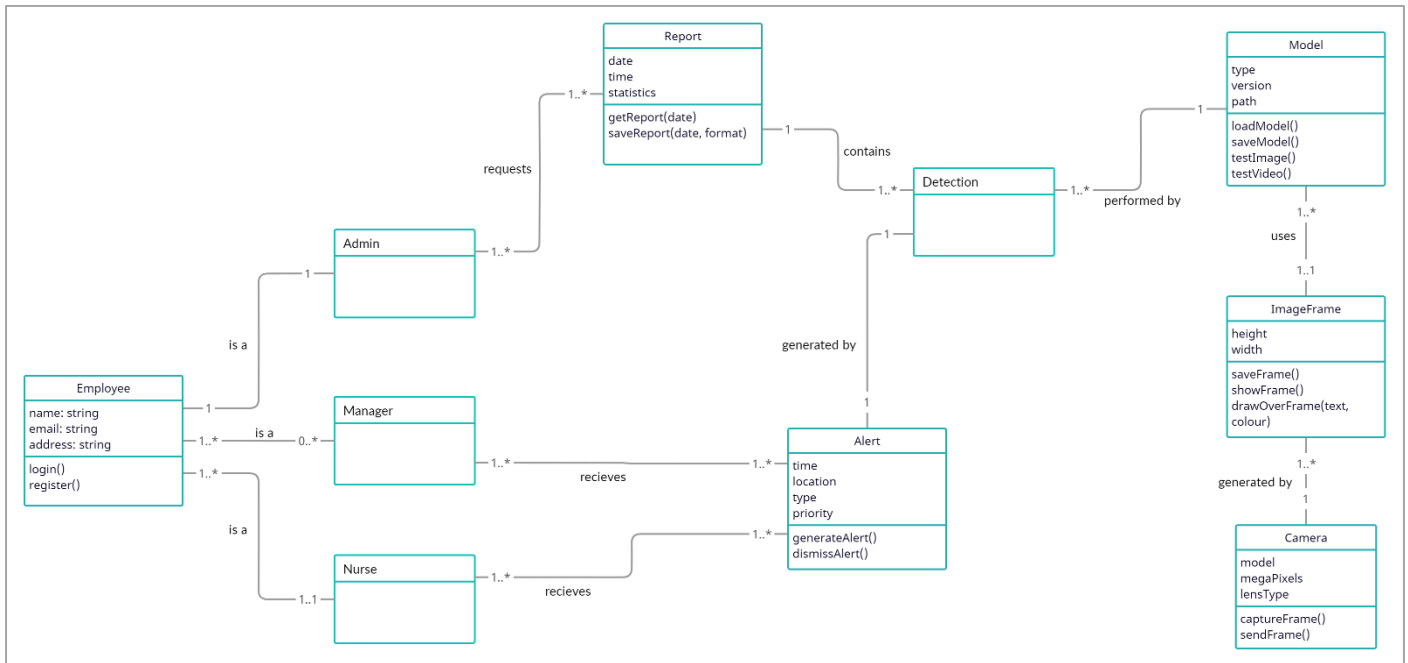 Report
date
time
statistics
getReport(date)
saveReport(date, format)
1..*
1
requests
contains
1..*
Detection
1..*
performed by
1
1
Model
type
version
path
loadModel()
saveModel()
testImage()
testVideo()
1..*
uses
1..1
Admin
1..*
1
is a
generated by
1
ImageFrame
height
width
saveFrame()
showFrame()
drawOverFrame(text,
colour)
1..*
generated by
1
Employee
name: string
email: string
address: string
login()
register()
1
1..*
is a
0..*
1..*
is a
1..1
Manager
1..*
recieves
1..*
Alert
time
location
type
priority
generateAlert()
dismissAlert()
1..*
Nurse
1..*
recieves
Camera
model
megaPixels
lensType
captureFrame()
sendFrame()